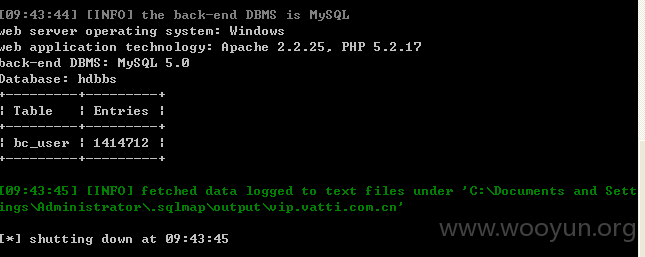 [09:43:44] [INFO] the back-end DBMS is MySQL
web server operating system: Windows
web application technology: Apache 2.2.25, PHP 5.2.17
back-end DBMS: MySQL 5.0
Database: hdbbs
+---------+---------+
¦ Table   ¦ Entries ¦
+---------+---------+
¦ bc_user ¦ 1414712 ¦
+---------+---------+
[09:43:45] [INFO] fetched data logged to text files under 'C:\Documents and Sett
ings\Administrator\.sqlmap\output\vip.vatti.com.cn'
www.wooyun.org
[*] shutting down at 09:43:45